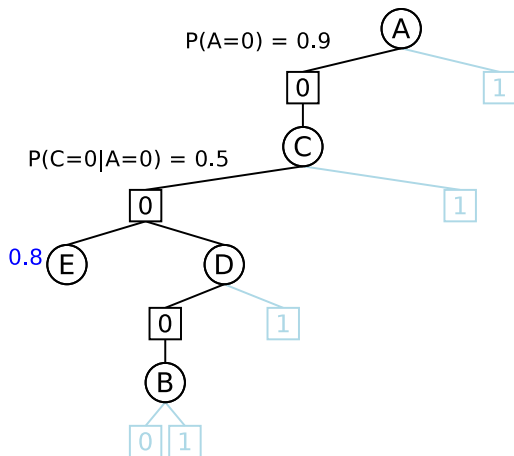 A
P(A=0) = 0.9
0 1
C
P(C=0|A=0) = 0.5
0 1
0.8 E D
0 1
B
0 1